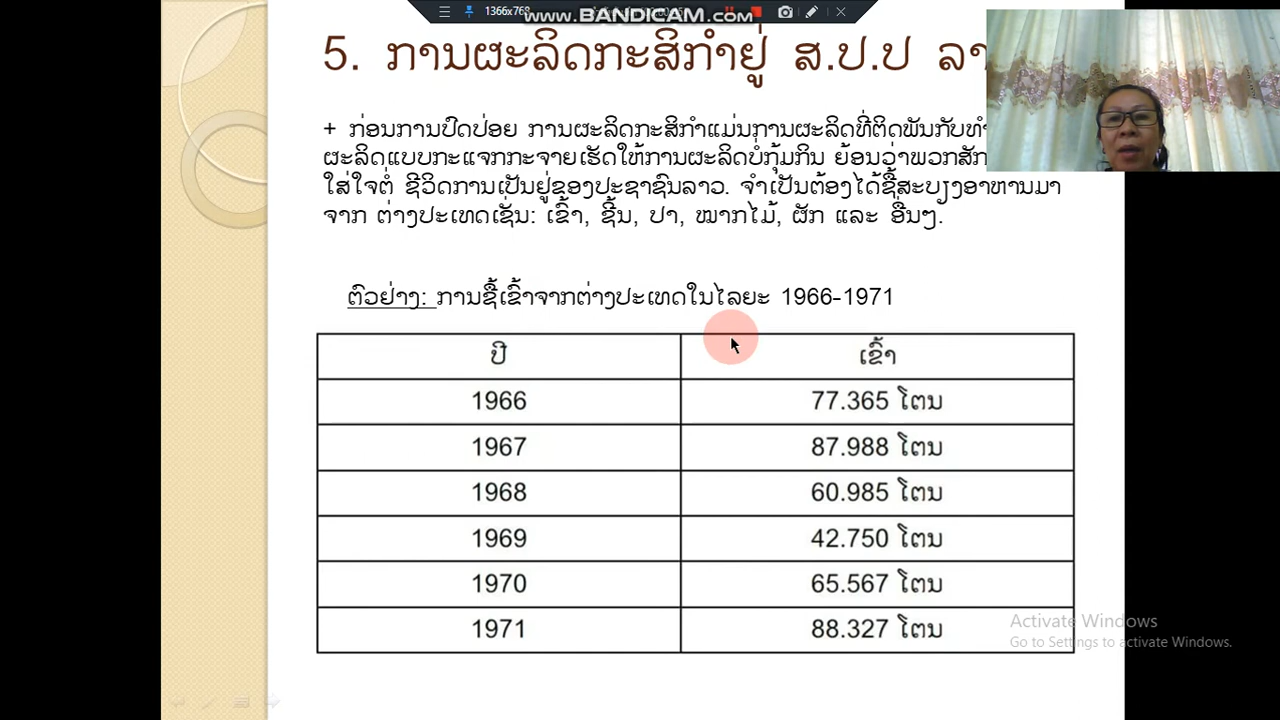 1366x768
www.BANDICAM.com
5. ການຜະລິດກະສິກຳຢູ່ ສ.ປ.ປ
+ ກ່ອນການປົດປ່ອຍ ການຜະລິດກະສິກຳແມ່ນການຜະລິດທີ່ຕິດພັນກັບ
ຜະລິດແບບກະແຈກກະຈາຍເຮັດໃຫ້ການຜະລິດບໍ່ກຸ້ມກິນ ຍ້ອນວ່າ
ໃສ່ໃຈຕໍ່ ຊີວິດການເປັນຢູ່ຂອງປະຊາຊົນລາວ. ຈຳເປັນຕ້ອງໄດ້ຊື້ສະບຽງອາຫານມາ
ຈາກ ຕ່າງປະເທດເຊັ່ນ: ເຂົ້າ, ຊີ້ນ, ປາ, ໝາກໄມ້, ຜັກ ແລະ ອື່ນໆ.
ຕົວຢ່າງ: ການຊື້ເຂົ້າຈາກຕ່າງປະເທດໃນໄລຍະ 1966-1971
ປີ ເຂົ້າ
1966 77.365 ໂຕນ
1967 87.988 ໂຕນ
1968 60.985 ໂຕນ
1969 42.750 ໂຕນ
1970 65.567 ໂຕນ
1971 88.327 ໂຕນ
Activate Windows
Go to Settings to activate Windows.